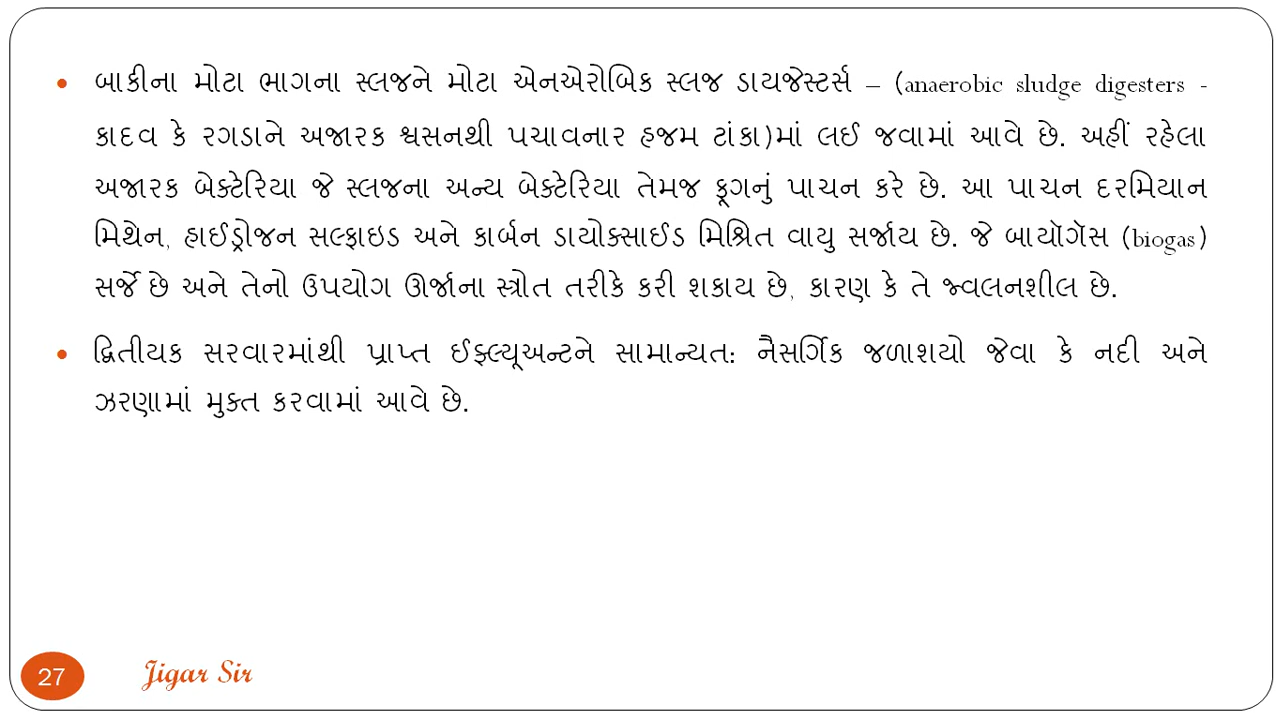 • બાકીના મોટા ભાગના સ્લજને મોટા એનએરોબિક સ્લજ ડાયજેસ્ટર્સ – (anaerobic sludge digesters -
કાદવ કે રગડાને અજારક શ્વસનથી પચાવનાર હજમ ટાંકા)માં લઈ જવામાં આવે છે. અહીં રહેલા
અજારક બેક્ટેરિયા જે સ્લજના અન્ય બેક્ટેરિયા તેમજ ફૂગનું પાચન કરે છે. આ પાચન દરમિયાન
મિથેન, હાઈડ્રોજન સલ્ફાઇડ અને કાર્બન ડાયોક્સાઈડ મિશ્રિત વાયુ સર્જાય છે. જે બાયૉગૅસ (biogas)
સર્જે છે અને તેનો ઉપયોગ ઊર્જાના સ્ત્રોત તરીકે કરી શકાય છે, કારણ કે તે જ્વલનશીલ છે.
• દ્વિતીયક સરવારમાંથી પ્રાપ્ત ઈફ્લ્યૂઅન્ટને સામાન્યત: નૈસર્ગિક જળાશયો જેવા કે નદી અને
ઝરણામાં મુક્ત કરવામાં આવે છે.
27 Jigar Sir